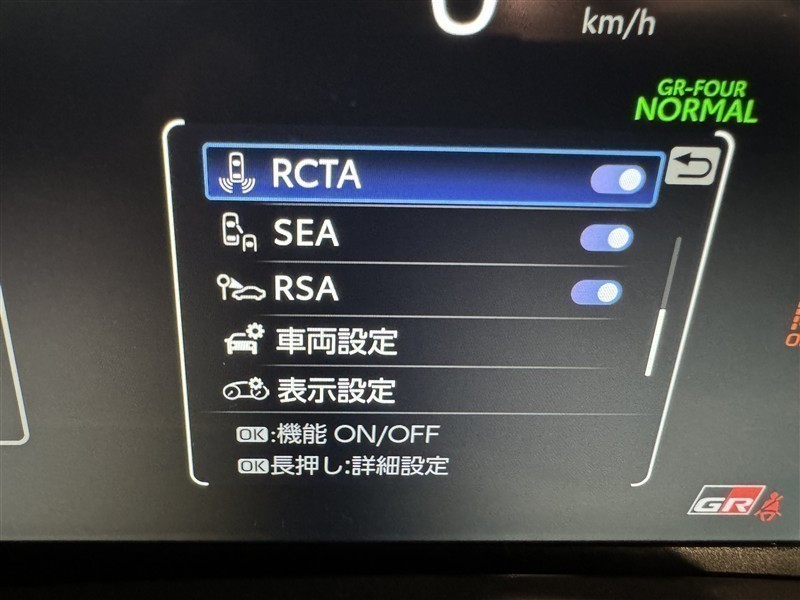 0
km/h
GR-FOUR
NORMAL
RCTA
SEA
RSA
車両設定
表示設定
OK:機能 ON/OFF
OK長押し:詳細設定
GR